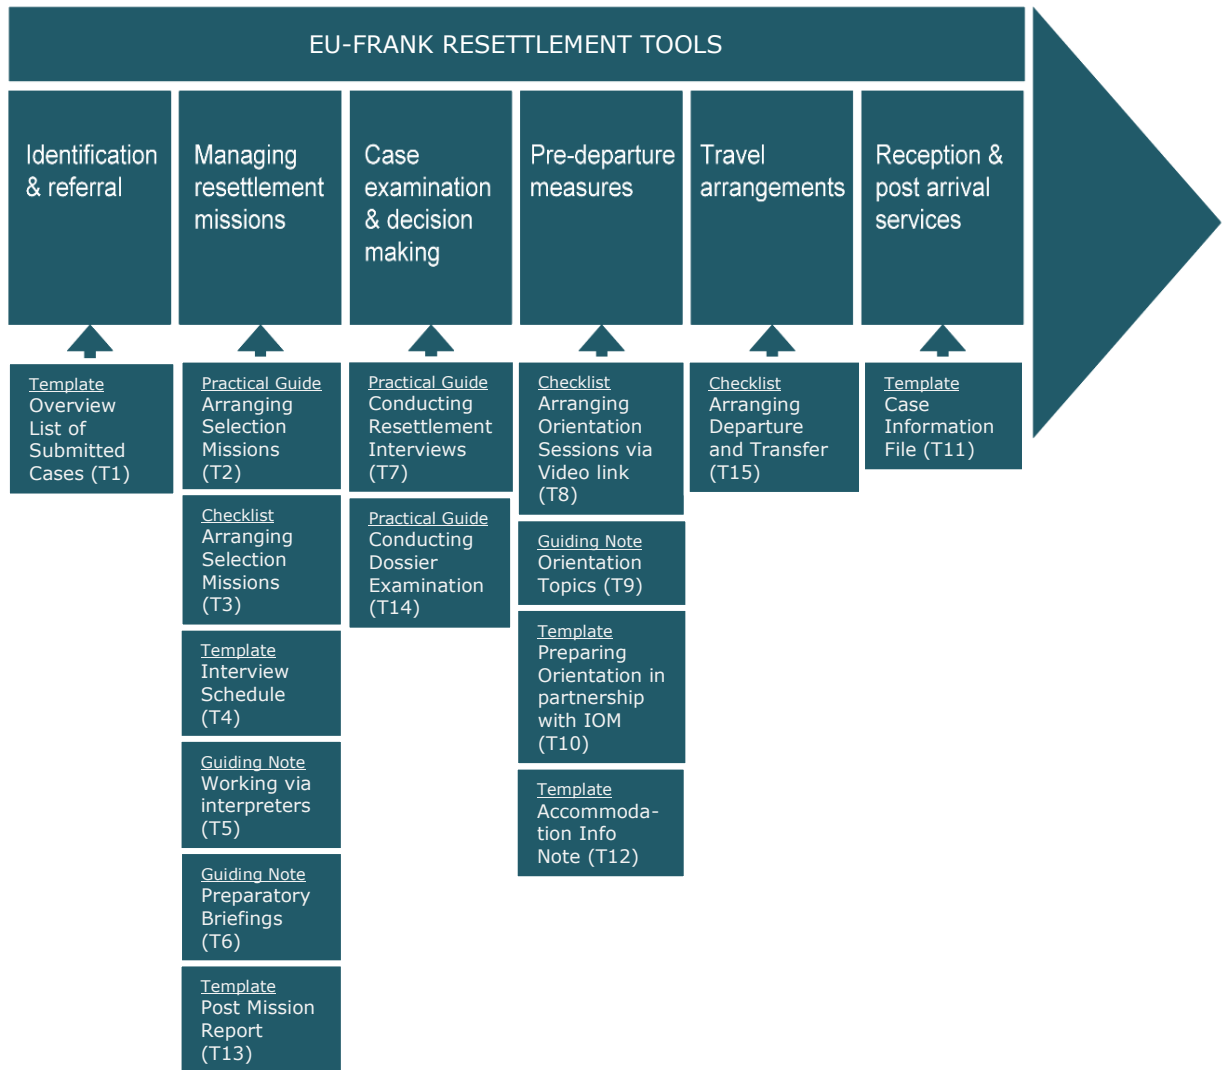 EU-FRANK RESETTLEMENT TOOLS
Identification
& referral
Managing
resettlement
missions
Case
examination
& decision
making
Pre-departure
measures
Travel
arrangements
Reception &
post arrival
services
Template
Overview
List of
Submitted
Cases (T1)
Practical Guide
Arranging
Selection
Missions
(T2)
Checklist
Arranging
Selection
Missions
(T3)
Template
Interview
Schedule
(T4)
Guiding Note
Working via
interpreters
(T5)
Guiding Note
Preparatory
Briefings
(T6)
Template
Post Mission
Report
(T13)
Practical Guide
Conducting
Resettlement
Interviews
(T7)
Practical Guide
Conducting
Dossier
Examination
(T14)
Checklist
Arranging
Orientation
Sessions via
Video link
(T8)
Guiding Note
Orientation
Topics (T9)
Template
Preparing
Orientation in
partnership
with IOM
(T10)
Template
Accommoda-
tion Info
Note (T12)
Checklist
Arranging
Departure
and Transfer
(T15)
Template
Case
Information
File (T11)